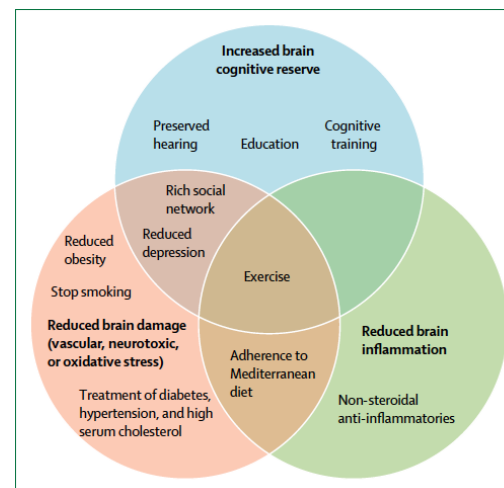 Increased brain
cognitive reserve
Preserved
hearing
Education
Cognitive
training
Rich social
network
Reduced
depression
Reduced
obesity
Stop smoking
Exercise
Reduced brain damage
(vascular, neurotoxic,
or oxidative stress)
Reduced brain
inflammation
Adherence to
Mediterranean
diet
Treatment of diabetes,
hypertension, and high
serum cholesterol
Non-steroidal
anti-inflammatories